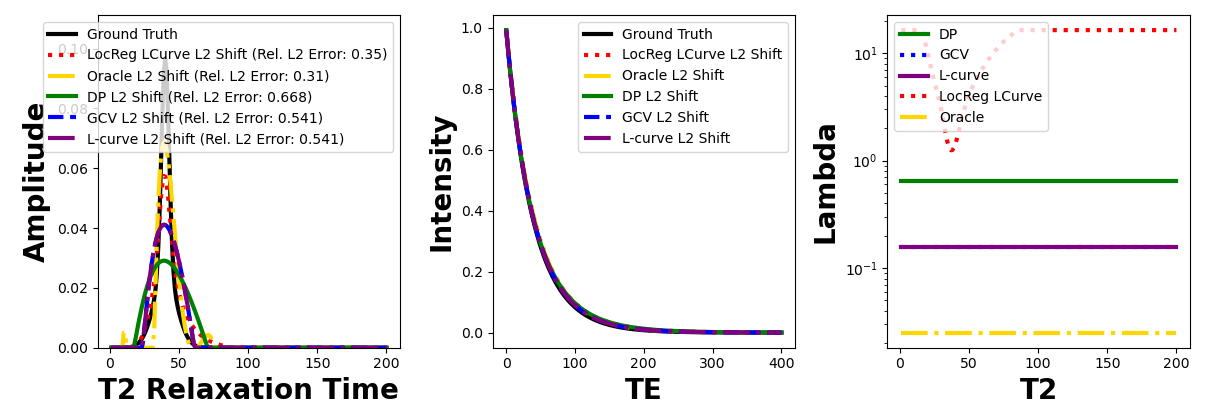 Amplitude
0.10
0.08
0.06
0.04
0.02
0.00
Ground Truth
LocReg LCurve L2 Shift (Rel. L2 Error: 0.35)
Oracle L2 Shift (Rel. L2 Error: 0.31)
DP L2 Shift (Rel. L2 Error: 0.668)
GCV L2 Shift (Rel. L2 Error: 0.541)
L-curve L2 Shift (Rel. L2 Error: 0.541)
0 50 100 150 200
T2 Relaxation Time
Intensity
1.0
0.8
0.6
0.4
0.2
0.0
Ground Truth
LocReg LCurve L2 Shift
Oracle L2 Shift
DP L2 Shift
GCV L2 Shift
L-curve L2 Shift
0 100 200 300 400
TE
Lambda
10¹
10⁰
10⁻¹
DP
GCV
L-curve
LocReg LCurve
Oracle
0 50 100 150 200
T2